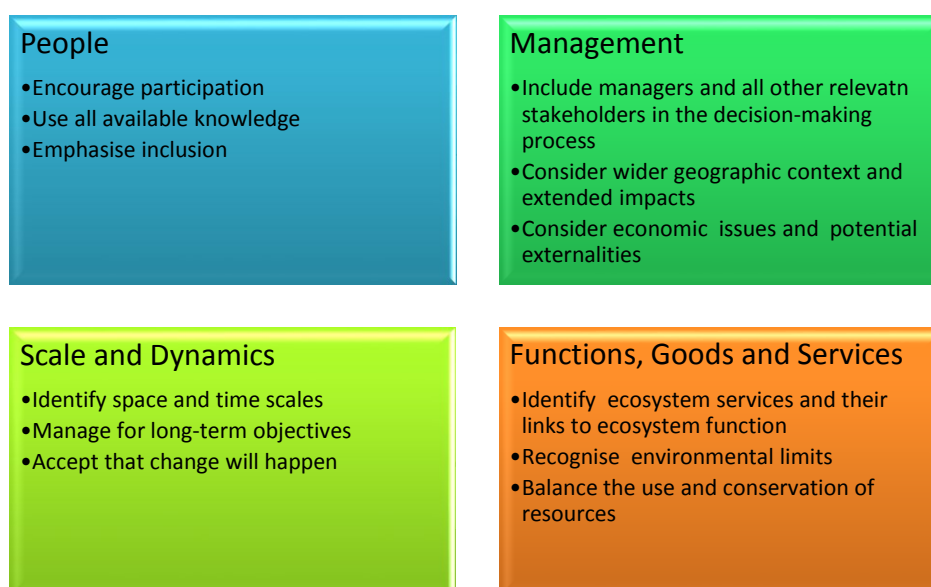 People
•Encourage participation
•Use all available knowledge
•Emphasise inclusion
Management
•Include managers and all other relevatn
stakeholders in the decision-making
process
•Consider wider geographic context and
extended impacts
•Consider economic issues and potential
externalities
Scale and Dynamics
•Identify space and time scales
•Manage for long-term objectives
•Accept that change will happen
Functions, Goods and Services
•Identify ecosystem services and their
links to ecosystem function
•Recognise environmental limits
•Balance the use and conservation of
resources